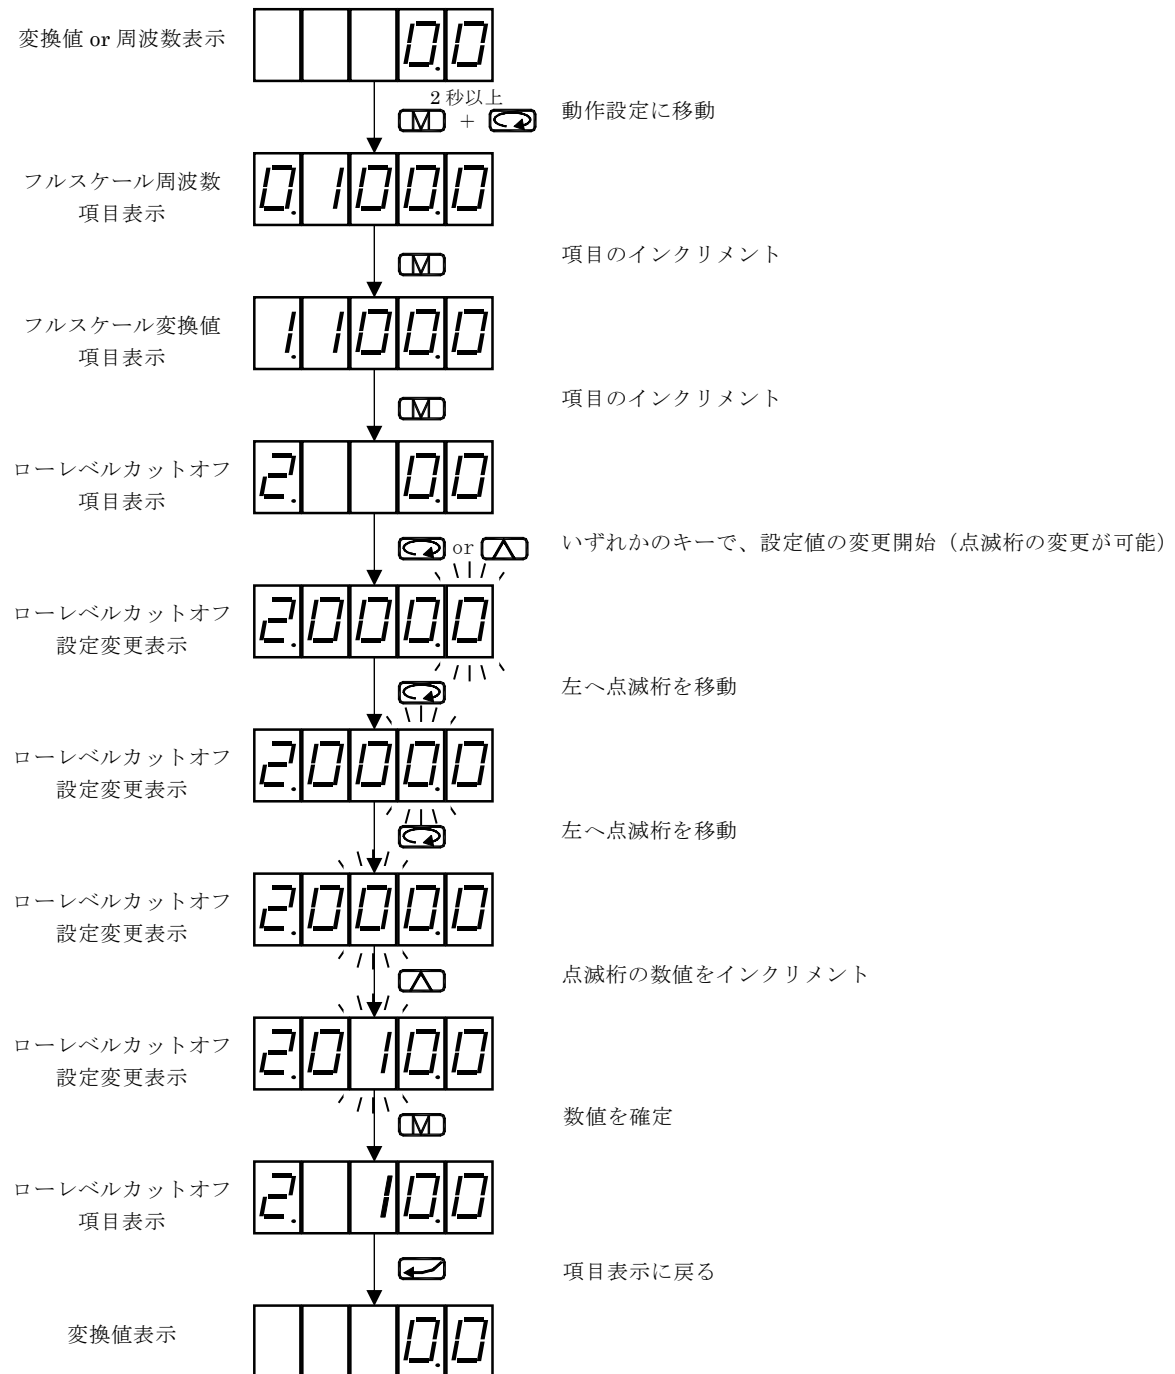 変換値 or 周波数表示
0.0
2 秒以上
M + 動作設定に移動
フルスケール周波数
項目表示
0. 100.0
M 項目のインクリメント
フルスケール変換値
項目表示
1. 100.0
M 項目のインクリメント
ローレベルカットオフ
項目表示
2. 0.0
or いずれかのキーで、設定値の変更開始（点滅桁の変更が可能）
ローレベルカットオフ
設定変更表示
2.000.0
左へ点滅桁を移動
ローレベルカットオフ
設定変更表示
2.000.0
左へ点滅桁を移動
ローレベルカットオフ
設定変更表示
2.000.0
点滅桁の数値をインクリメント
ローレベルカットオフ
設定変更表示
2.010.0
M 数値を確定
ローレベルカットオフ
項目表示
2. 10.0
項目表示に戻る
変換値表示
0.0